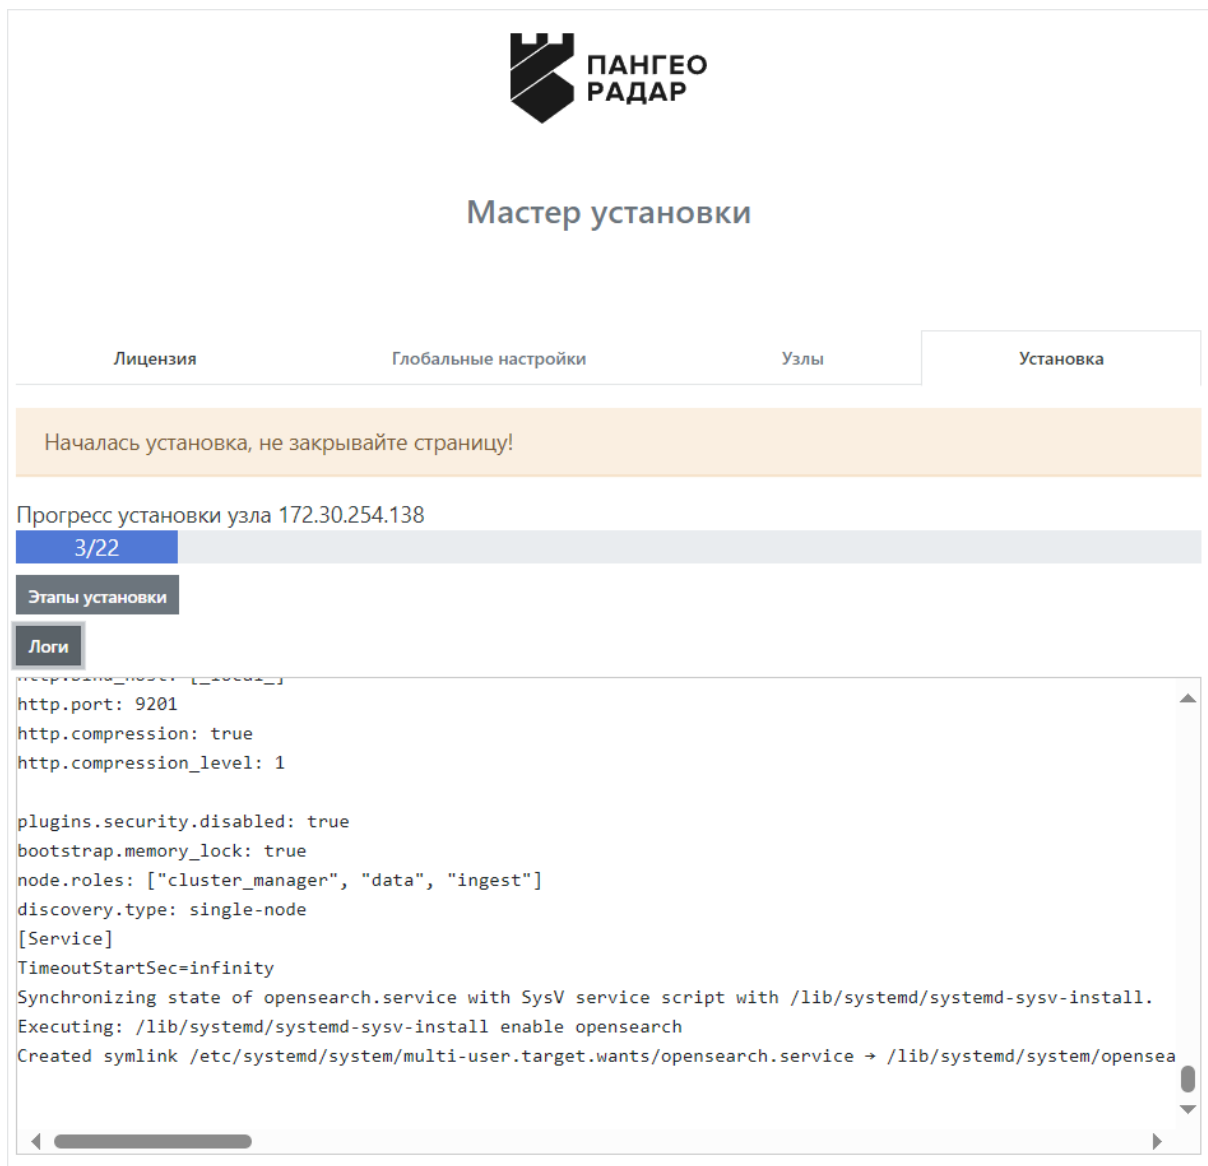 ПАНГЕО
РАДАР
Мастер установки
Лицензия Глобальные настройки Узлы Установка
Началась установка, не закрывайте страницу!
Прогресс установки узла 172.30.254.138
3/22
Этапы установки
Логи
http.bind_host: [_local_]
http.port: 9201
http.compression: true
http.compression_level: 1
plugins.security.disabled: true
bootstrap.memory_lock: true
node.roles: ["cluster_manager", "data", "ingest"]
discovery.type: single-node
[Service]
TimeoutStartSec=infinity
Synchronizing state of opensearch.service with SysV service script with /lib/systemd/systemd-sysv-install.
Executing: /lib/systemd/systemd-sysv-install enable opensearch
Created symlink /etc/systemd/system/multi-user.target.wants/opensearch.service → /lib/systemd/system/opensea